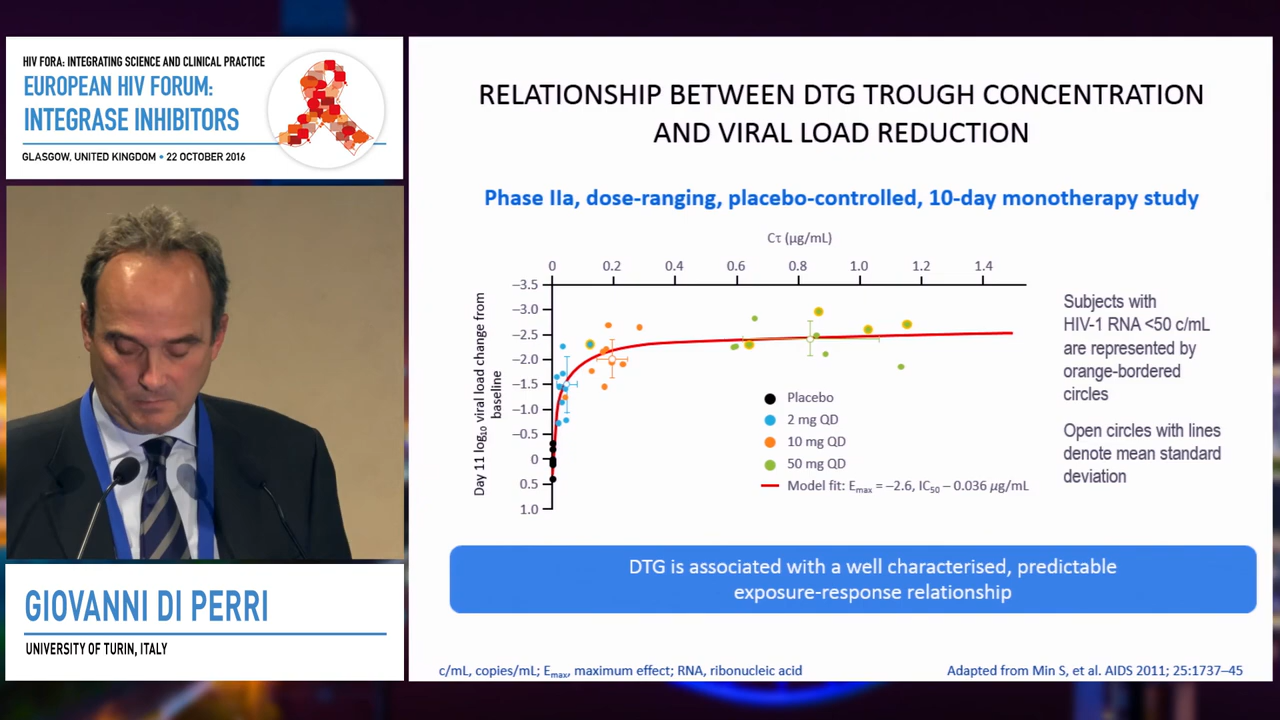 HIV FORA: INTEGRATING SCIENCE AND CLINICAL PRACTICE
EUROPEAN HIV FORUM:
INTEGRASE INHIBITORS
GLASGOW, UNITED KINGDOM • 22 OCTOBER 2016
GIOVANNI DI PERRI
UNIVERSITY OF TURIN, ITALY
RELATIONSHIP BETWEEN DTG TROUGH CONCENTRATION
AND VIRAL LOAD REDUCTION
Phase IIa, dose-ranging, placebo-controlled, 10-day monotherapy study
Cτ (µg/mL)
0 0.2 0.4 0.6 0.8 1.0 1.2 1.4
Day 11 log₁₀ viral load change from
baseline
–3.5
–3.0
–2.5
–2.0
–1.5
–1.0
–0.5
0
0.5
1.0
Placebo
2 mg QD
10 mg QD
50 mg QD
Model fit: Eₘₐₓ = –2.6, IC₅₀ – 0.036 µg/mL
Subjects with
HIV-1 RNA <50 c/mL
are represented by
orange-bordered
circles
Open circles with lines
denote mean standard
deviation
DTG is associated with a well characterised, predictable
exposure-response relationship
c/mL, copies/mL; Eₘₐₓ, maximum effect; RNA, ribonucleic acid
Adapted from Min S, et al. AIDS 2011; 25:1737–45